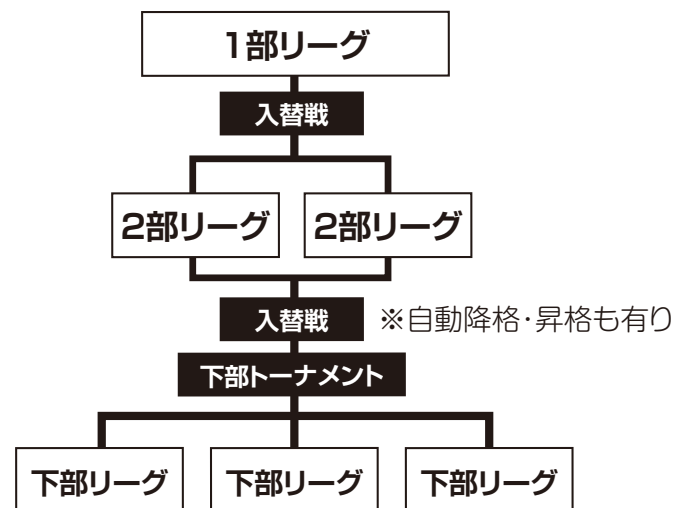 1部リーグ
入替戦
2部リーグ 2部リーグ
入替戦 ※自動降格・昇格も有り
下部トーナメント
下部リーグ 下部リーグ 下部リーグ